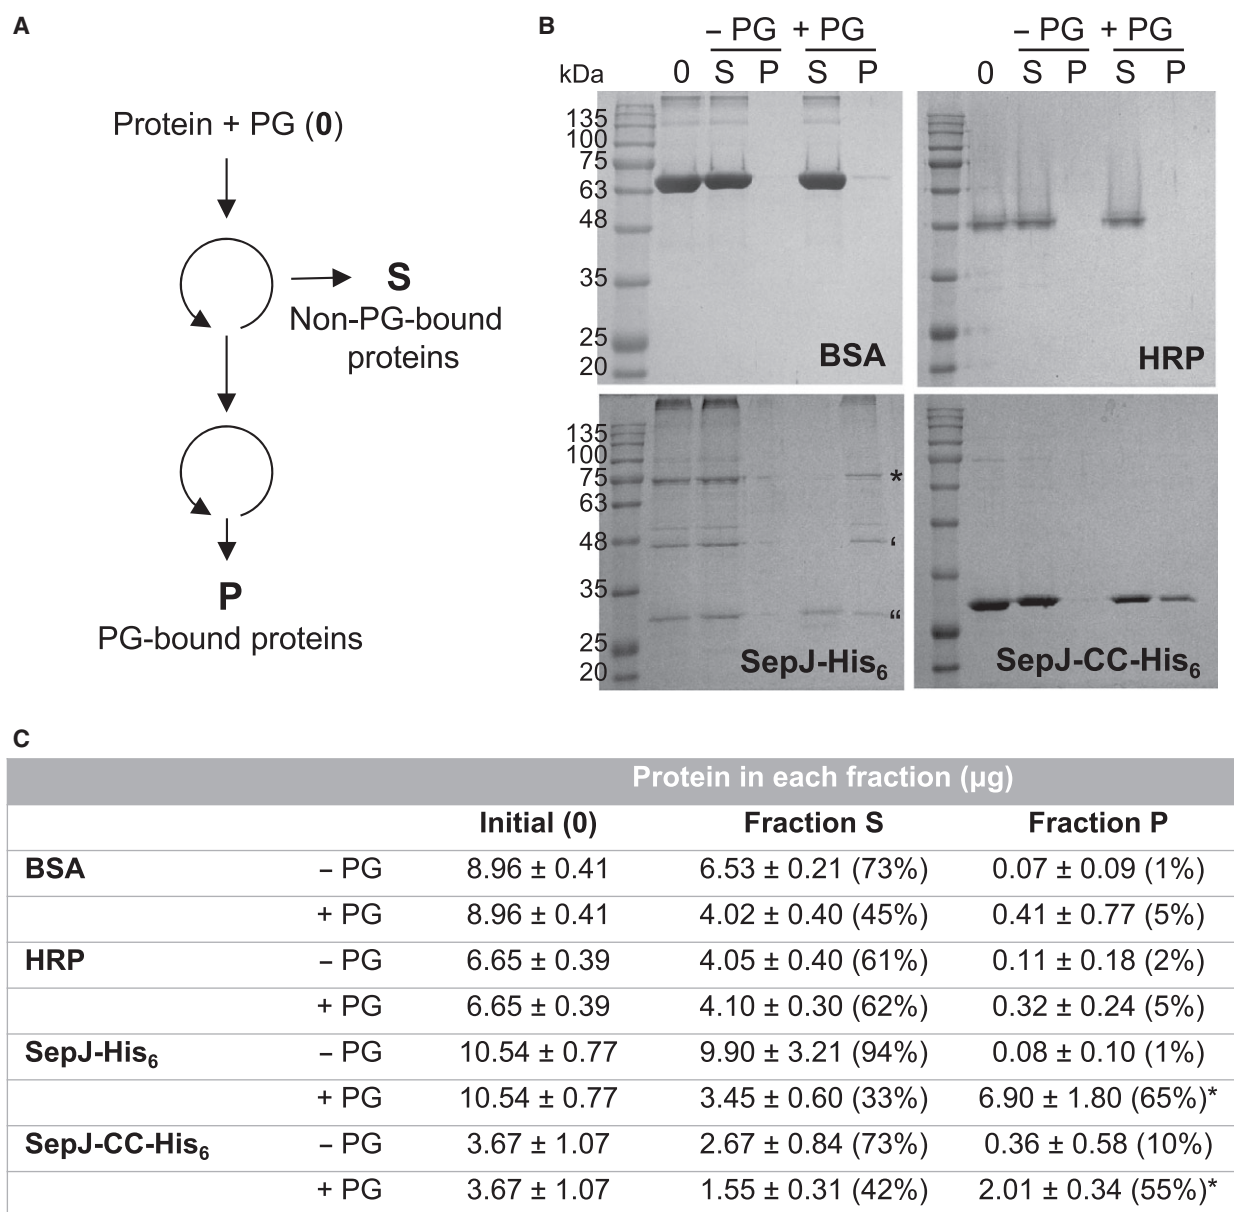 A
Protein + PG (0)
S
Non-PG-bound
proteins
P
PG-bound proteins
B
– PG + PG
kDa 0 S P S P
135
100
75
63
48
35
25
20
BSA
– PG + PG
0 S P S P
HRP
135
100
75
63
48
35
25
20
*
‘
“
SepJ-His6
SepJ-CC-His6
C
Protein in each fraction (µg)
Initial (0) Fraction S Fraction P
BSA – PG 8.96 ± 0.41 6.53 ± 0.21 (73%) 0.07 ± 0.09 (1%)
+ PG 8.96 ± 0.41 4.02 ± 0.40 (45%) 0.41 ± 0.77 (5%)
HRP – PG 6.65 ± 0.39 4.05 ± 0.40 (61%) 0.11 ± 0.18 (2%)
+ PG 6.65 ± 0.39 4.10 ± 0.30 (62%) 0.32 ± 0.24 (5%)
SepJ-His6 – PG 10.54 ± 0.77 9.90 ± 3.21 (94%) 0.08 ± 0.10 (1%)
+ PG 10.54 ± 0.77 3.45 ± 0.60 (33%) 6.90 ± 1.80 (65%)*
SepJ-CC-His6 – PG 3.67 ± 1.07 2.67 ± 0.84 (73%) 0.36 ± 0.58 (10%)
+ PG 3.67 ± 1.07 1.55 ± 0.31 (42%) 2.01 ± 0.34 (55%)*